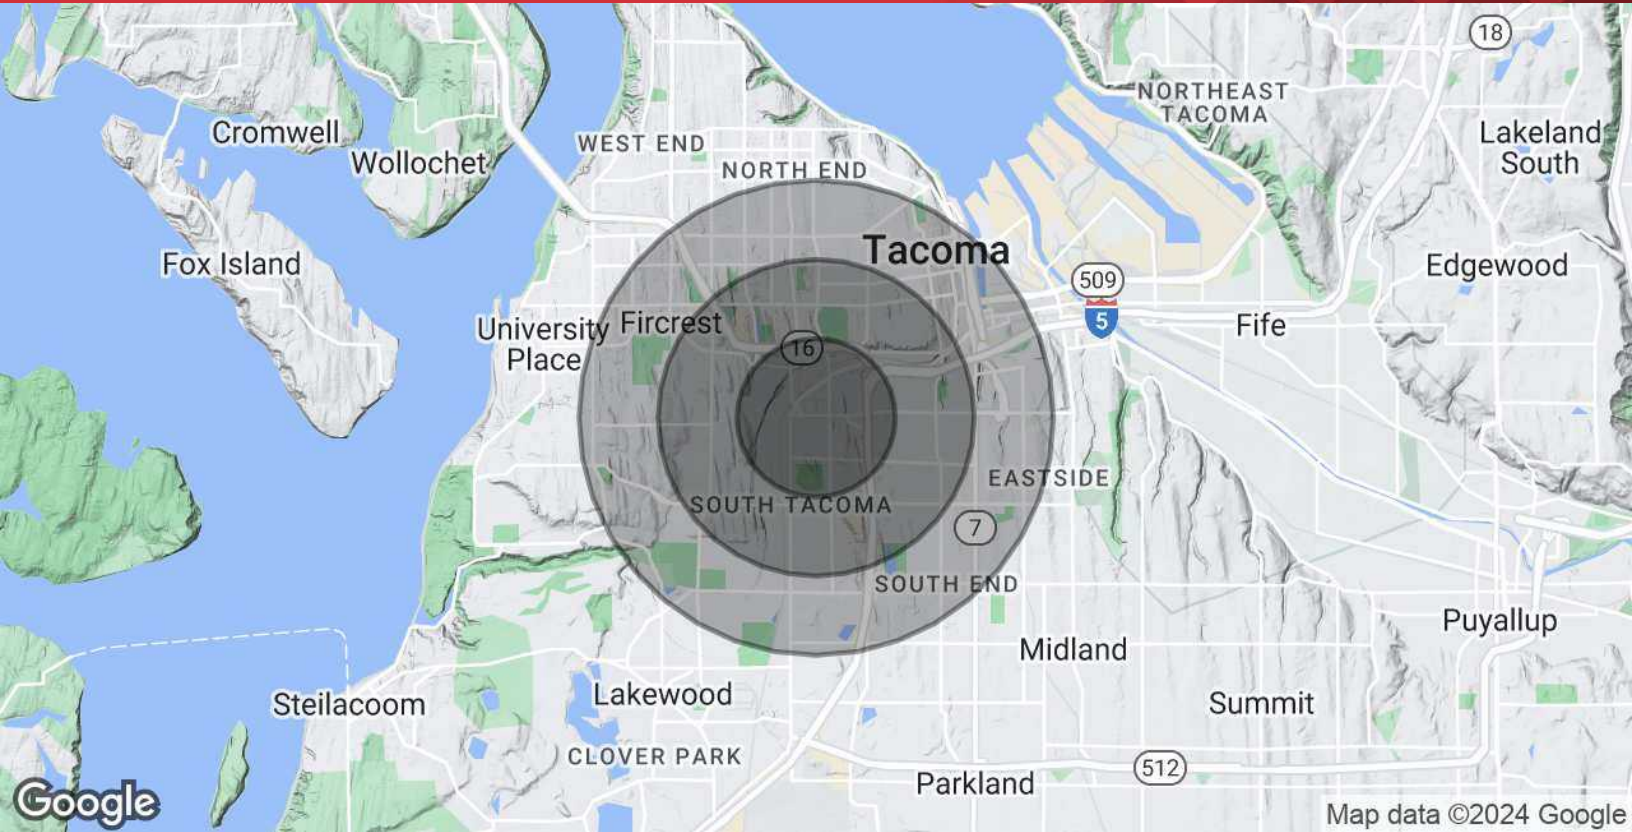 18
NORTHEAST
TACOMA
Cromwell
Lakeland
South
WEST END
Wollochet
NORTH END
Tacoma
Fox Island
Edgewood
509
5
University
Place
Fircrest
Fife
16
EASTSIDE
SOUTH TACOMA
7
SOUTH END
Puyallup
Midland
Lakewood
Steilacoom
Summit
CLOVER PARK
512
Parkland
Google
Map data ©2024 Google